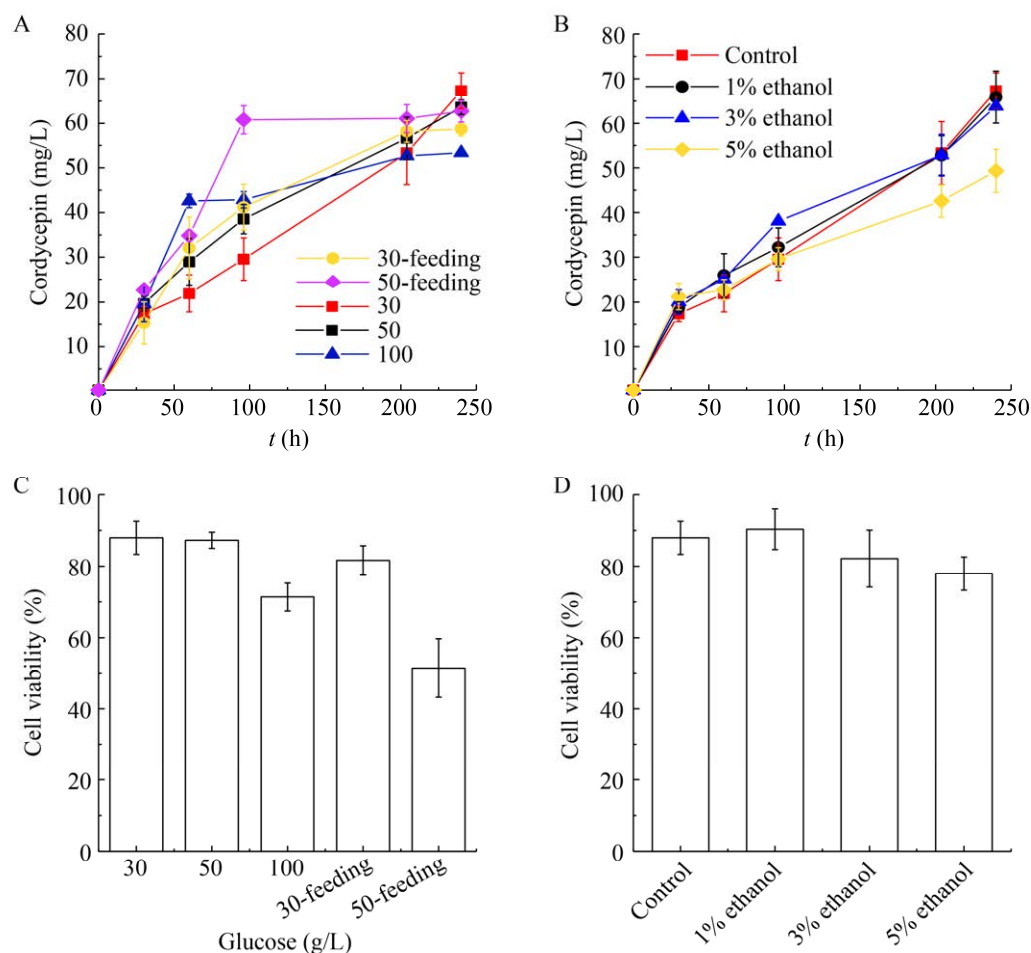 A
Cordycepin (mg/L)
80
70
60
50
40
30
20
10
0
50
100
150
200
250
t (h)
30-feeding
50-feeding
30
50
100
B
Cordycepin (mg/L)
80
70
60
50
40
30
20
10
0
50
100
150
200
250
t (h)
Control
1% ethanol
3% ethanol
5% ethanol
C
Cell viability (%)
100
80
60
40
20
0
30
50
100
30-feeding
50-feeding
Glucose (g/L)
D
Cell viability (%)
100
80
60
40
20
0
Control
1% ethanol
3% ethanol
5% ethanol